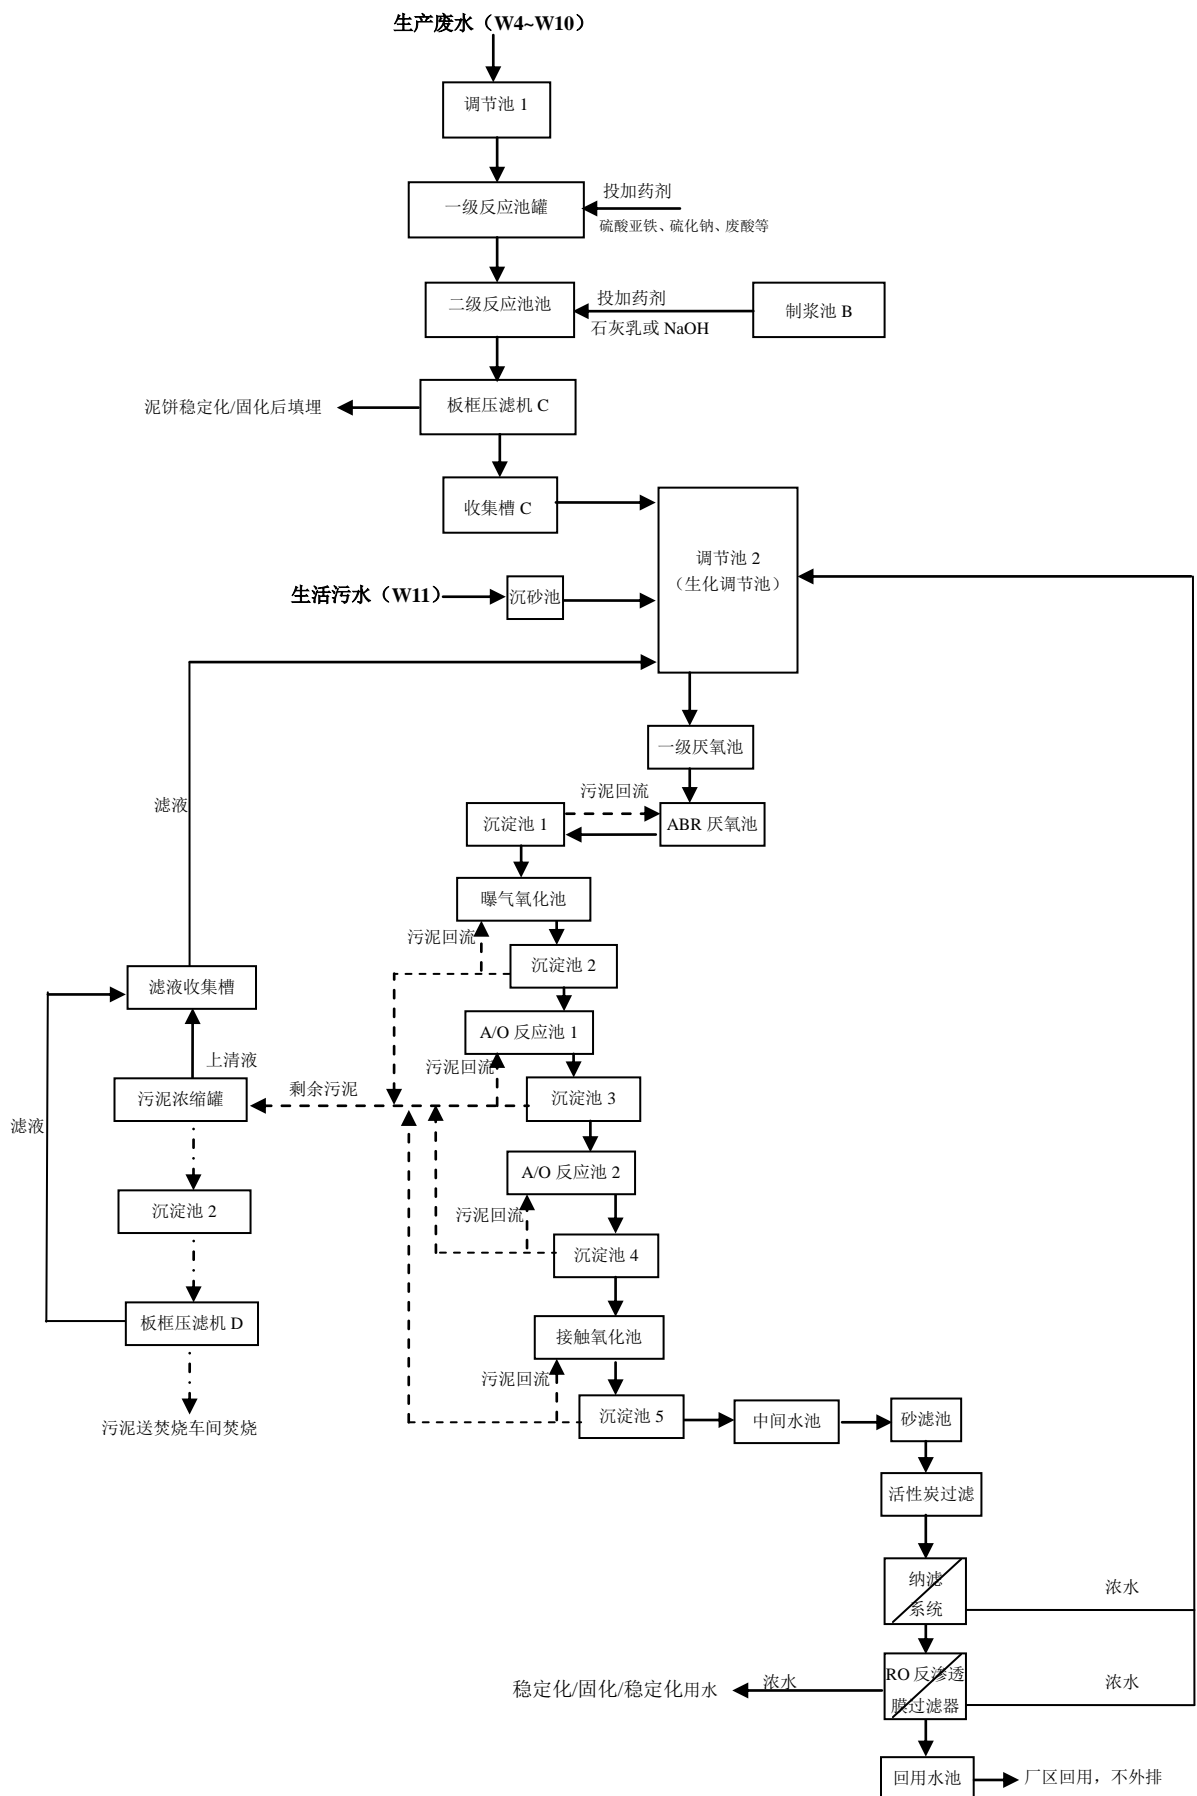 生产废水（W4~W10）
调节池 1
一级反应池罐
投加药剂
硫酸亚铁、硫化钠、废酸等
二级反应池池
投加药剂
石灰乳或 NaOH
制浆池 B
泥饼稳定化/固化后填埋
板框压滤机 C
收集槽 C
调节池 2
（生化调节池）
生活污水（W11）
沉砂池
一级厌氧池
滤液
污泥回流
沉淀池 1
ABR 厌氧池
曝气氧化池
污泥回流
沉淀池 2
滤液收集槽
A/O 反应池 1
上清液
污泥回流
剩余污泥
污泥浓缩罐
沉淀池 3
滤液
A/O 反应池 2
沉淀池 2
污泥回流
沉淀池 4
板框压滤机 D
接触氧化池
污泥回流
沉淀池 5
中间水池
砂滤池
污泥送焚烧车间焚烧
活性炭过滤
纳滤
系统
浓水
RO 反渗透
膜过滤器
浓水
浓水
稳定化/固化/稳定化用水
回用水池
厂区回用，不外排